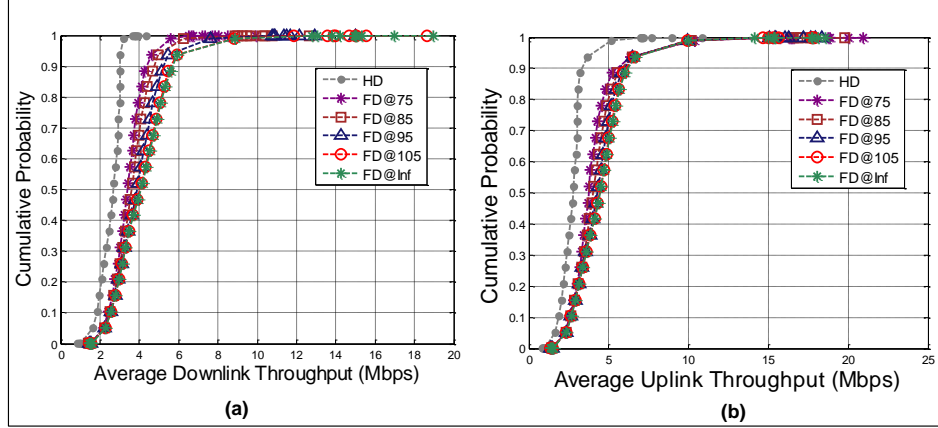 1
0.9
0.8
0.7
0.6
0.5
0.4
0.3
0.2
0.1
0
Cumulative Probability
HD
FD@75
FD@85
FD@95
FD@105
FD@Inf
0 2 4 6 8 10 12 14 16 18 20
Average Downlink Throughput (Mbps)
(a)
1
0.9
0.8
0.7
0.6
0.5
0.4
0.3
0.2
0.1
0
Cumulative Probability
HD
FD@75
FD@85
FD@95
FD@105
FD@Inf
0 5 10 15 20 25
Average Uplink Throughput (Mbps)
(b)